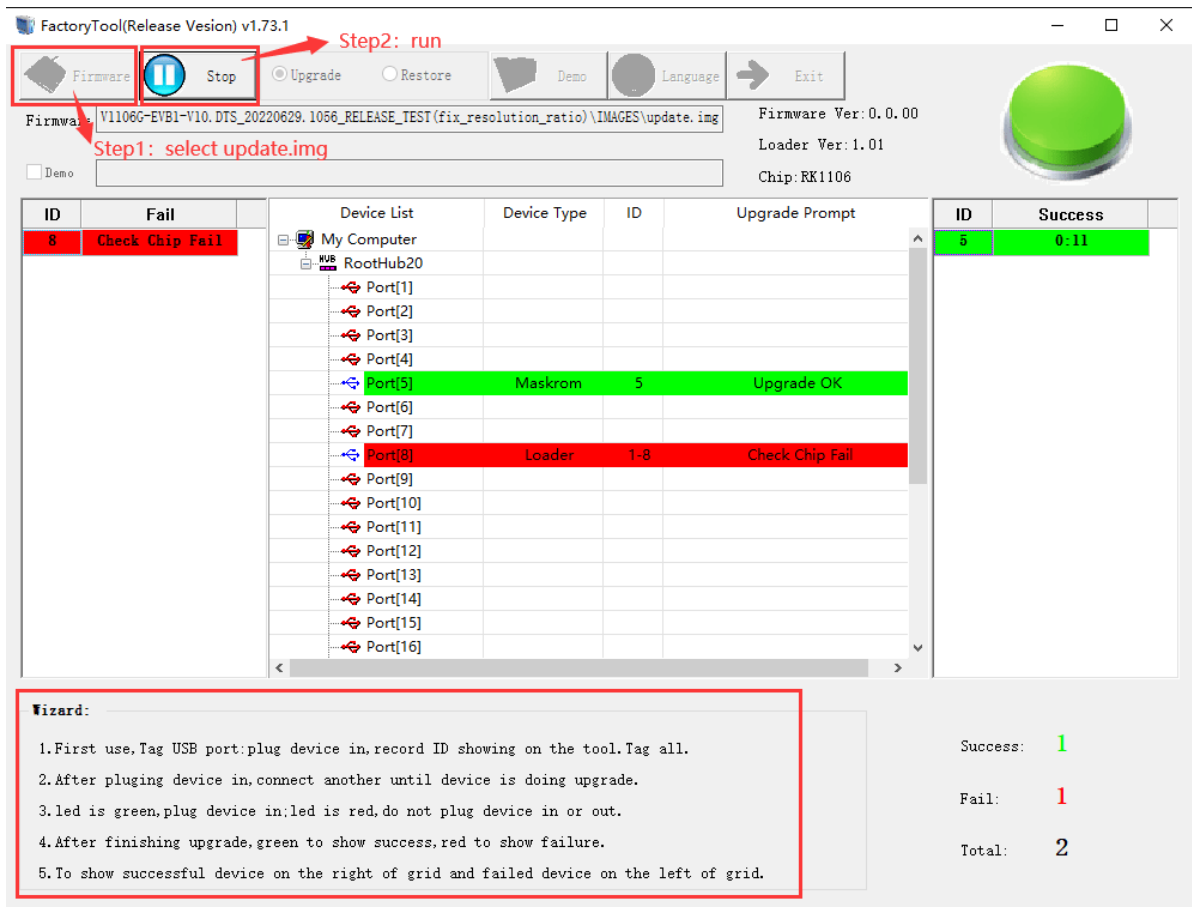 FactoryTool(Release Vesion) v1.73.1
Step2：run
Firmware Stop Upgrade Restore Demo Language Exit
Firmware: V1106G-EVB1-V10.DTS_20220629.1056_RELEASE_TEST(fix_resolution_ratio)\IMAGES\update.img
Firmware Ver:0.0.00
Step1：select update.img
Loader Ver:1.01
Demo
Chip:RK1106
ID Fail
8 Check Chip Fail
Device List Device Type ID Upgrade Prompt
My Computer
HUB RootHub20
Port[1]
Port[2]
Port[3]
Port[4]
Port[5] Maskrom 5 Upgrade OK
Port[6]
Port[7]
Port[8] Loader 1-8 Check Chip Fail
Port[9]
Port[10]
Port[11]
Port[12]
Port[13]
Port[14]
Port[15]
Port[16]
ID Success
5 0:11
Wizard:
1.First use,Tag USB port:plug device in,record ID showing on the tool.Tag all.
2.After pluging device in,connect another until device is doing upgrade.
3.led is green,plug device in;led is red,do not plug device in or out.
4.After finishing upgrade,green to show success,red to show failure.
5.To show successful device on the right of grid and failed device on the left of grid.
Success: 1
Fail: 1
Total: 2